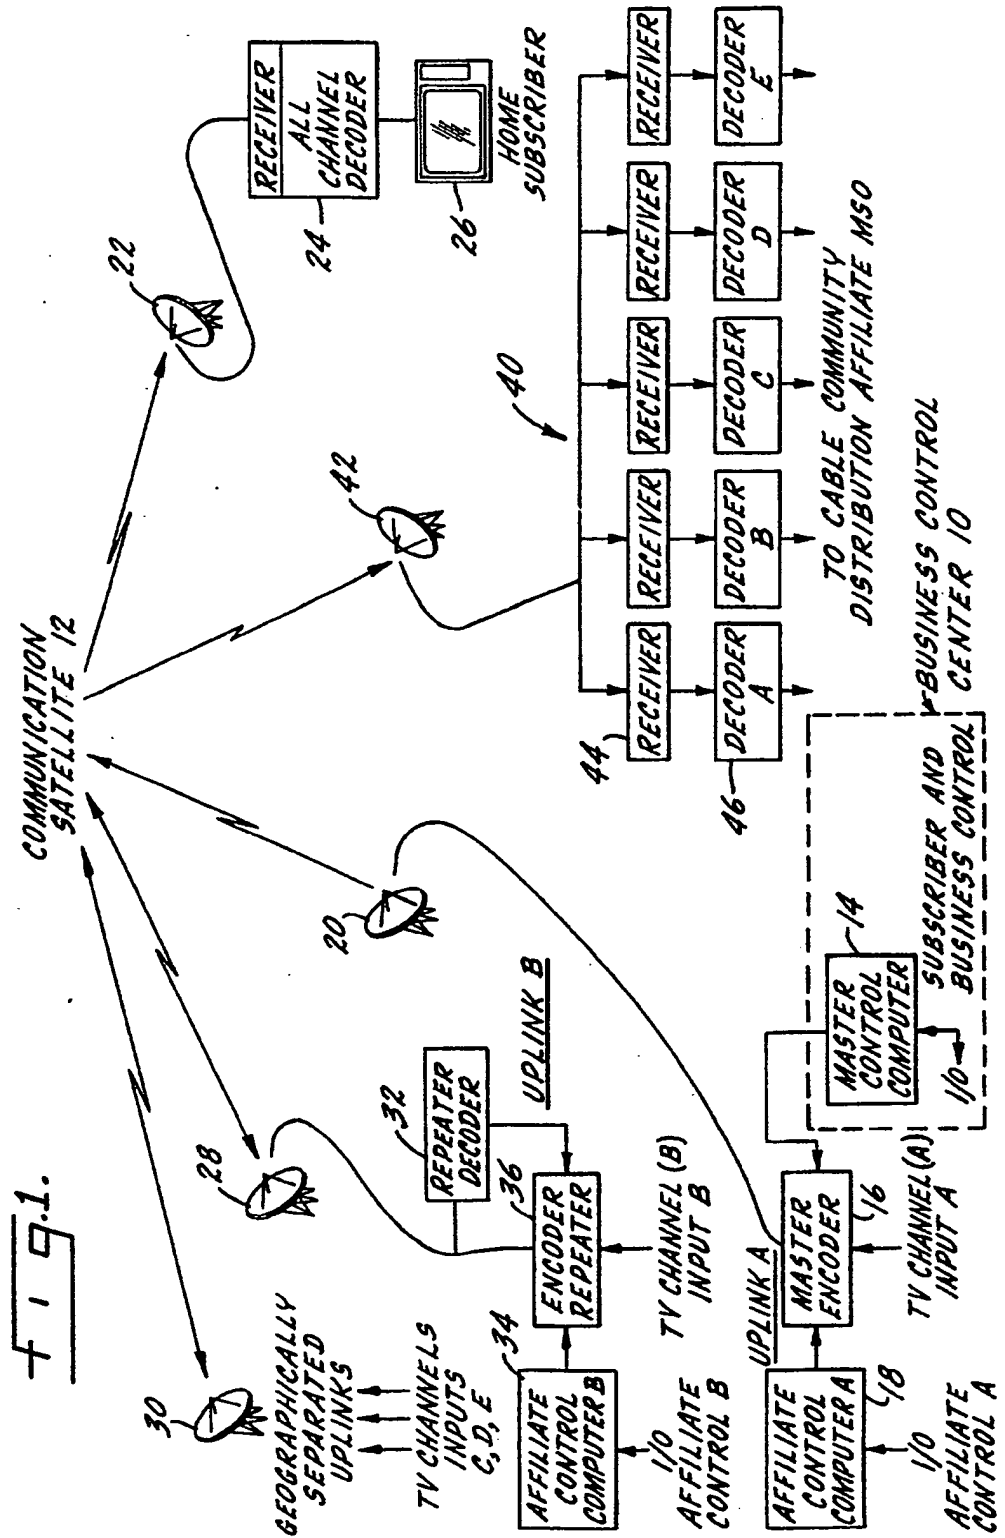 Fig.1.
COMMUNICATION
SATELLITE 12
30
GEOGRAPHICALLY
SEPARATED
UPLINKS
TV CHANNELS
INPUTS
C, D, E
28
20
42
22
RECEIVER
ALL
CHANNEL
DECODER
24
26
HOME
SUBSCRIBER
32
REPEATER
DECODER
36
ENCODER
REPEATER
UPLINK B
34
AFFILIATE
CONTROL
COMPUTER B
I/O
AFFILIATE
CONTROL B
TV CHANNEL (B)
INPUT B
40
44
RECEIVER
RECEIVER
RECEIVER
RECEIVER
RECEIVER
46
DECODER
A
DECODER
B
DECODER
C
DECODER
D
DECODER
E
TO CABLE COMMUNITY
DISTRIBUTION AFFILIATE MSO
UPLINK A
AFFILIATE
CONTROL
COMPUTER A
18
I/O
AFFILIATE
CONTROL A
MASTER
ENCODER
16
TV CHANNEL (A)
INPUT A
MASTER
CONTROL
COMPUTER
14
I/O
SUBSCRIBER AND
BUSINESS CONTROL
BUSINESS CONTROL
CENTER 10